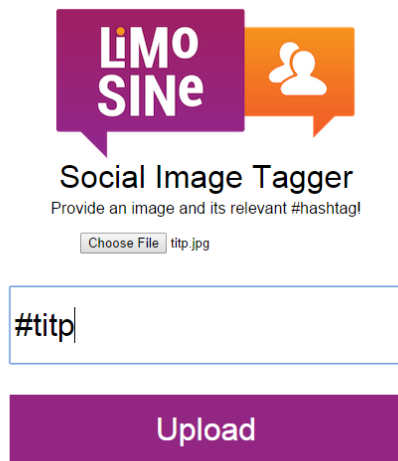 LiMo
SINe
Social Image Tagger
Provide an image and its relevant #hashtag!
Choose File titp.jpg
#titp
Upload